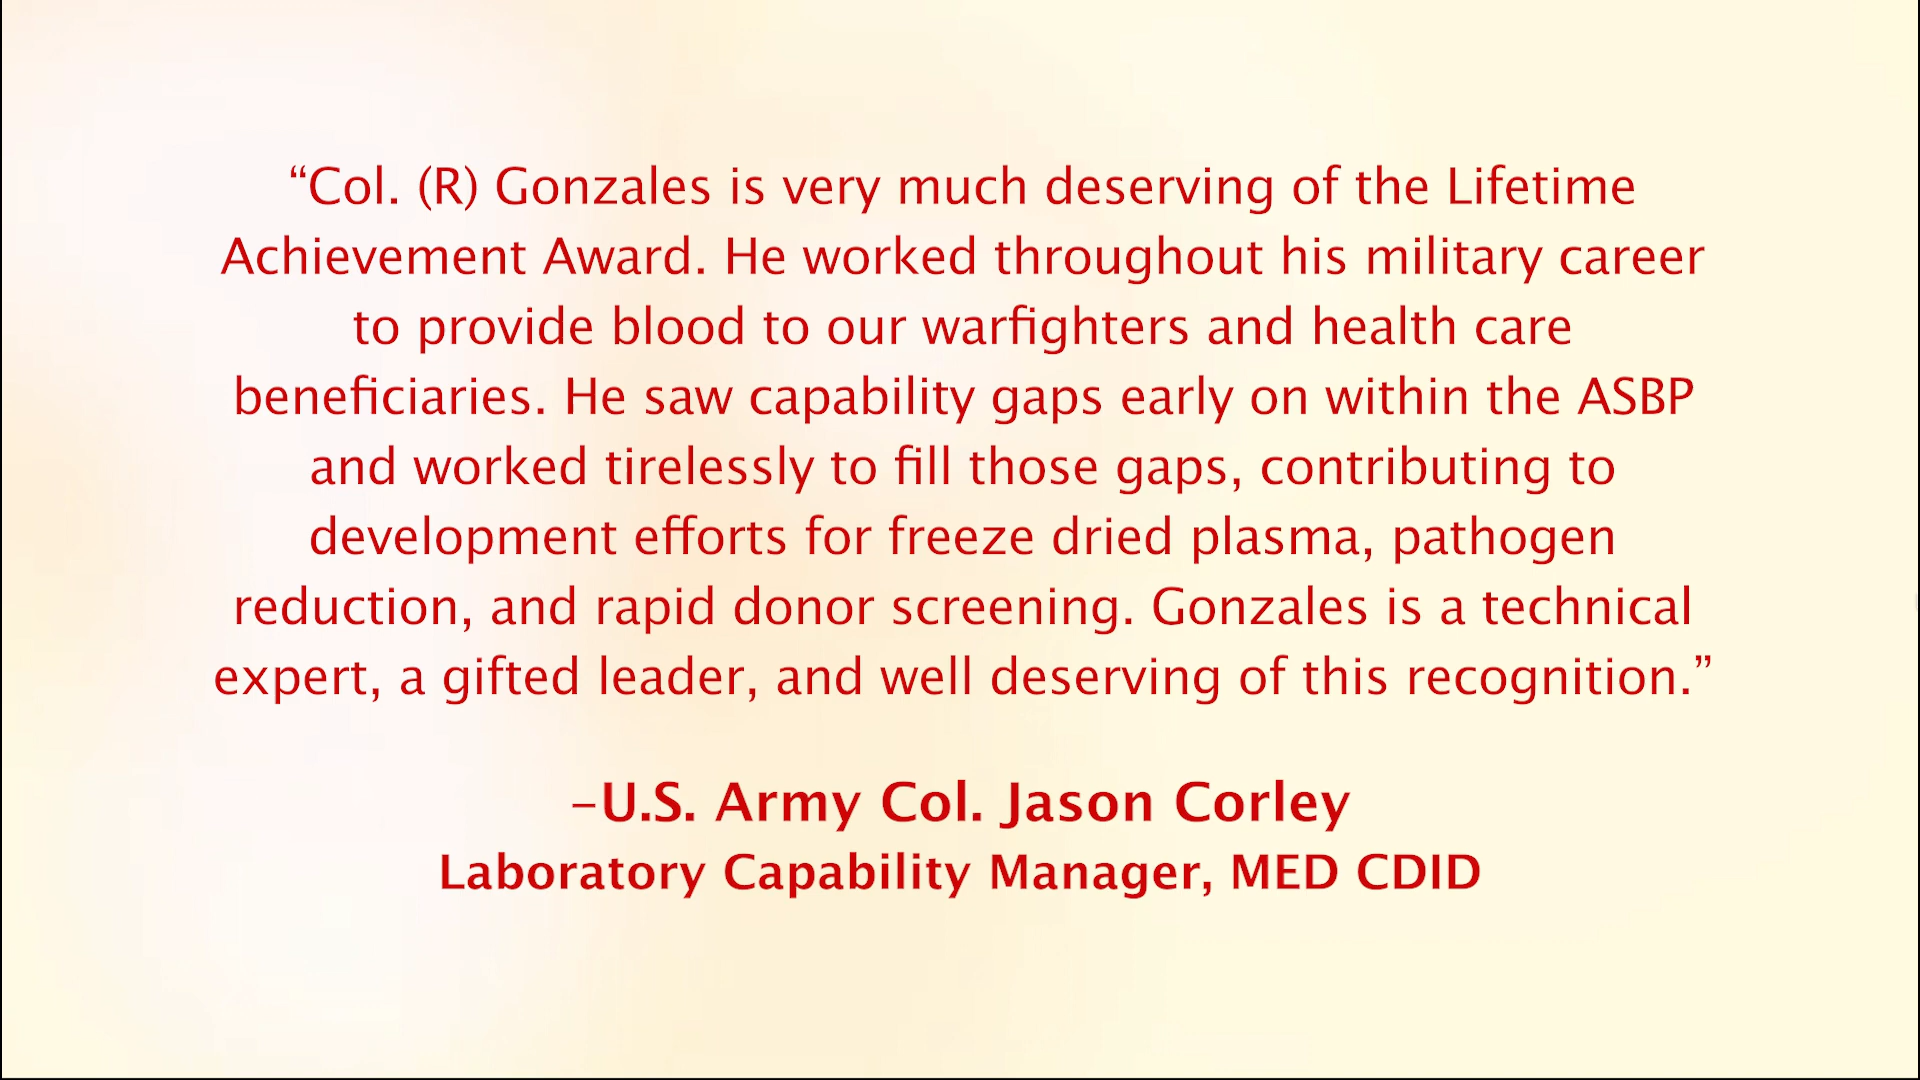 “Col. (R) Gonzales is very much deserving of the Lifetime
Achievement Award. He worked throughout his military career
to provide blood to our warfighters and health care
beneficiaries. He saw capability gaps early on within the ASBP
and worked tirelessly to fill those gaps, contributing to
development efforts for freeze dried plasma, pathogen
reduction, and rapid donor screening. Gonzales is a technical
expert, a gifted leader, and well deserving of this recognition.”
–U.S. Army Col. Jason Corley
Laboratory Capability Manager, MED CDID